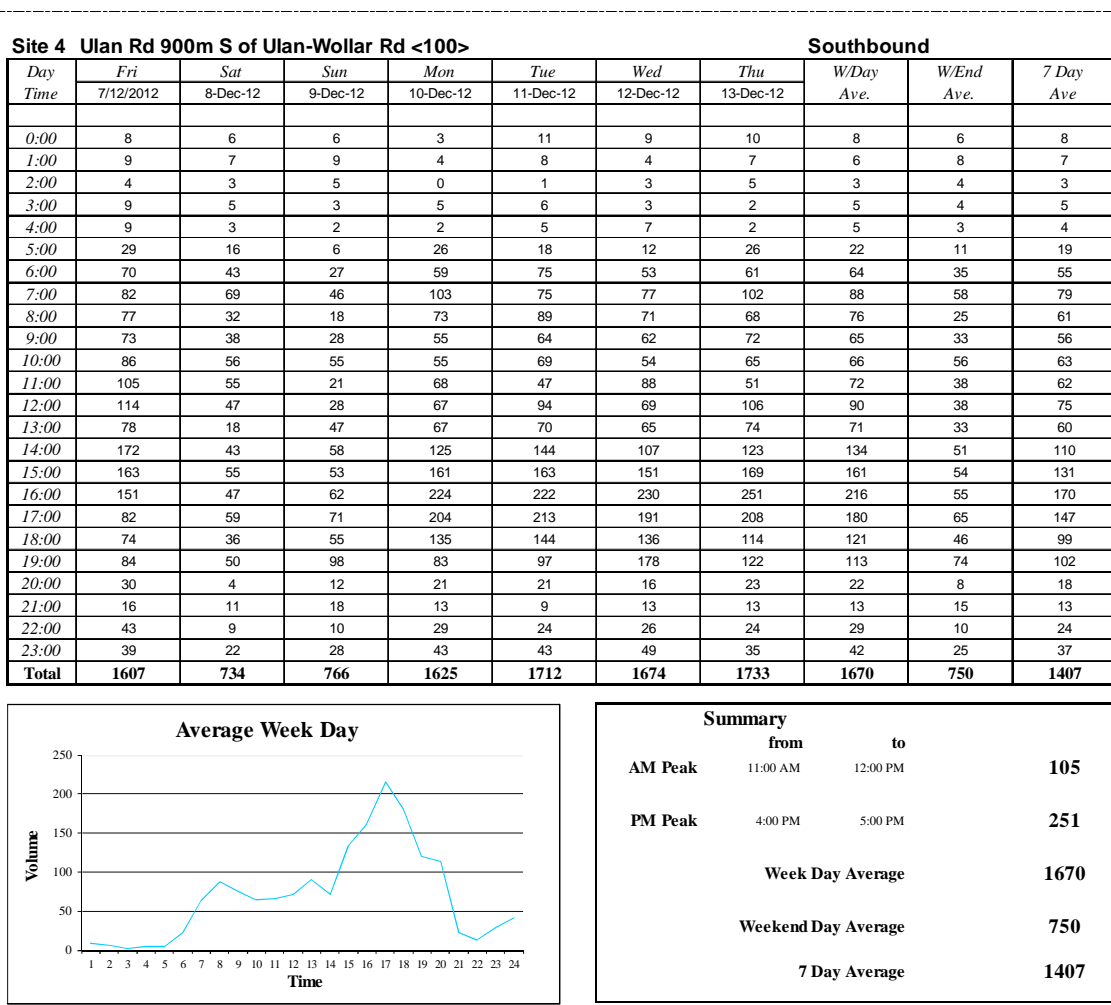 Site 4 Ulan Rd 900m S of Ulan-Wollar Rd <100> Southbound
Day Fri Sat Sun Mon Tue Wed Thu W/Day W/End 7 Day
Time 7/12/2012 8-Dec-12 9-Dec-12 10-Dec-12 11-Dec-12 12-Dec-12 13-Dec-12 Ave. Ave. Ave
0:00 8 6 6 3 11 9 10 8 6 8
1:00 9 7 9 4 8 4 7 6 8 7
2:00 4 3 5 0 1 3 5 3 4 3
3:00 9 5 3 5 6 3 2 5 4 5
4:00 9 3 2 2 5 7 2 5 3 4
5:00 29 16 6 26 18 12 26 22 11 19
6:00 70 43 27 59 75 53 61 64 35 55
7:00 82 69 46 103 75 77 102 88 58 79
8:00 77 32 18 73 89 71 68 76 25 61
9:00 73 38 28 55 64 62 72 65 33 56
10:00 86 56 55 55 69 54 65 66 56 63
11:00 105 55 21 68 47 88 51 72 38 62
12:00 114 47 28 67 94 69 106 90 38 75
13:00 78 18 47 67 70 65 74 71 33 60
14:00 172 43 58 125 144 107 123 134 51 110
15:00 163 55 53 161 163 151 169 161 54 131
16:00 151 47 62 224 222 230 251 216 55 170
17:00 82 59 71 204 213 191 208 180 65 147
18:00 74 36 55 135 144 136 114 121 46 99
19:00 84 50 98 83 97 178 122 113 74 102
20:00 30 4 12 21 21 16 23 22 8 18
21:00 16 11 18 13 9 13 13 13 15 13
22:00 43 9 10 29 24 26 24 29 10 24
23:00 39 22 28 43 43 49 35 42 25 37
Total 1607 734 766 1625 1712 1674 1733 1670 750 1407
Average Week Day
250
200
150
100
50
0
Volume
1 2 3 4 5 6 7 8 9 10 11 12 13 14 15 16 17 18 19 20 21 22 23 24
Time
Summary
from to
AM Peak 11:00 AM 12:00 PM 105
PM Peak 4:00 PM 5:00 PM 251
Week Day Average 1670
Weekend Day Average 750
7 Day Average 1407